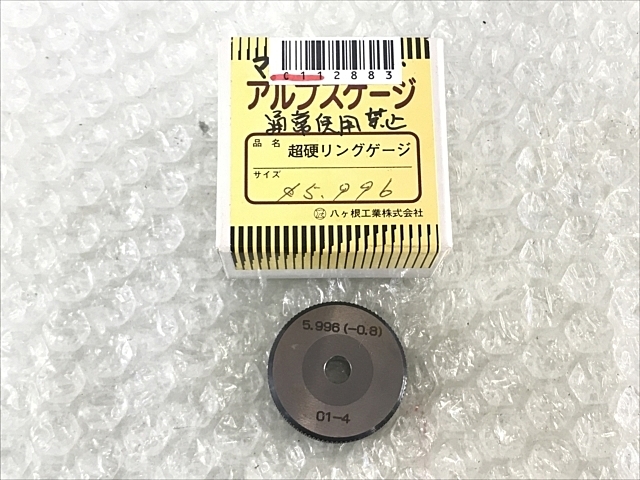 マ
C112883
アルプスゲージ
通常使用禁止
品名 超硬リングゲージ
サイズ
φ5.996
八ヶ根工業株式会社
5.996(-0.8)
01-4